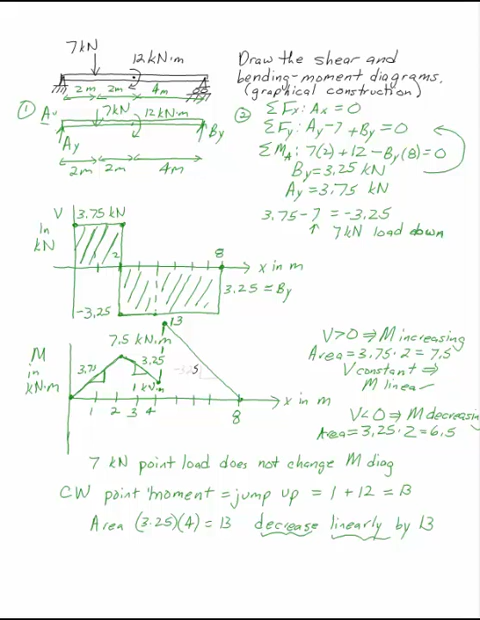 7 kN
12 kN·m
2m 2m 4m
Draw the shear and
bending-moment diagrams.
(graphical construction)
① A
7kN 12kN·m
Ay
By
2m 2m 4m
② ΣFx: Ax = 0
ΣFy: Ay - 7 + By = 0
ΣMA: 7(2) + 12 - By(8) = 0
By = 3.25 kN
Ay = 3.75 kN
3.75 - 7 = -3.25
↑ 7kN load down
V
In
kN
3.75 kN
2
8
x in m
-3.25
3.25 = By
13
7.5 kN·m
M
in
kN·m
3.25
5
1 2 3 4
8
x in m
V>0 ⇒ M increasing
Area = 3.75·2 = 7.5
V constant ⇒
M linear
V<0 ⇒ M decreasing
Area = 3.25·2 = 6.5
7 kN point load does not change M diag
CW point moment = jump up = 1 + 12 = 13
Area (3.25)(4) = 13 decrease linearly by 13